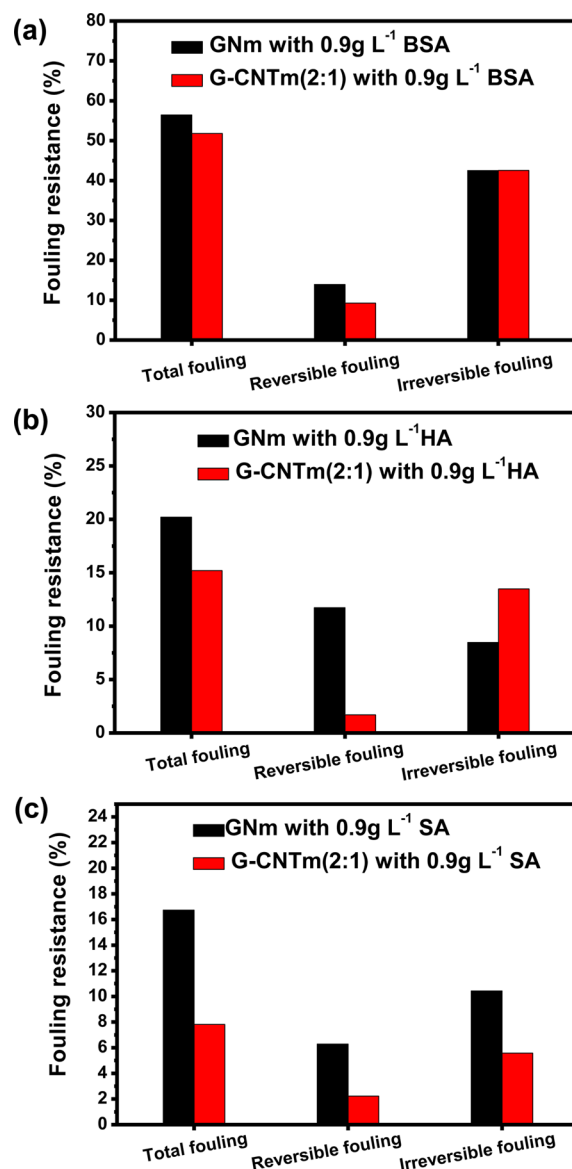 (a)
GNm with 0.9g L⁻¹ BSA
G-CNTm(2:1) with 0.9g L⁻¹ BSA
Fouling resistance (%)
80
70
60
50
40
30
20
10
0
Total fouling
Reversible fouling
Irreversible fouling
(b)
GNm with 0.9g L⁻¹HA
G-CNTm(2:1) with 0.9g L⁻¹HA
Fouling resistance (%)
30
25
20
15
10
5
0
Total fouling
Reversible fouling
Irreversible fouling
(c)
GNm with 0.9g L⁻¹ SA
G-CNTm(2:1) with 0.9g L⁻¹ SA
Fouling resistance (%)
24
22
20
18
16
14
12
10
8
6
4
2
0
Total fouling
Reversible fouling
Irreversible fouling